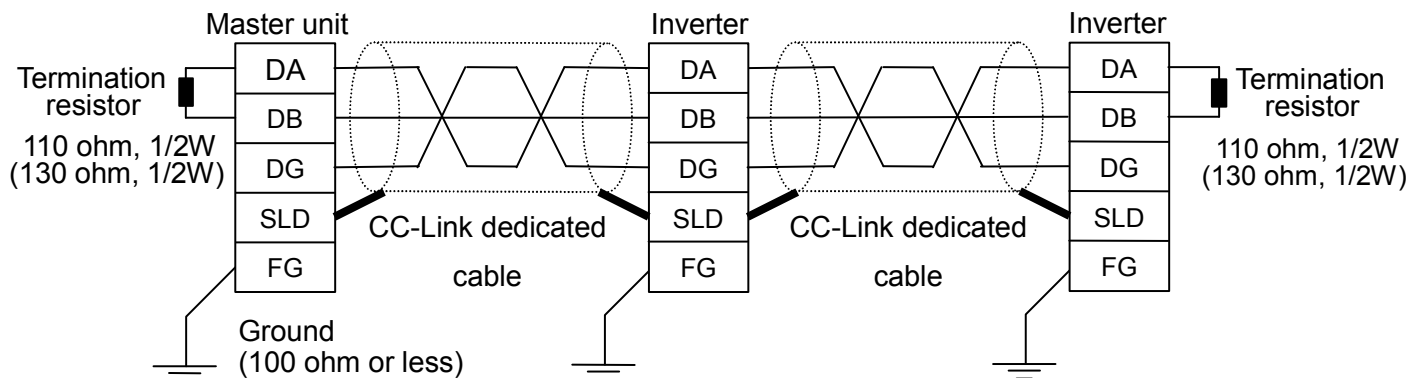 Master unit
Inverter
Inverter
Termination
resistor
110 ohm, 1/2W
(130 ohm, 1/2W)
DA
DB
DG
SLD
FG
CC-Link dedicated
cable
DA
DB
DG
SLD
FG
CC-Link dedicated
cable
DA
DB
DG
SLD
FG
Termination
resistor
110 ohm, 1/2W
(130 ohm, 1/2W)
Ground
(100 ohm or less)